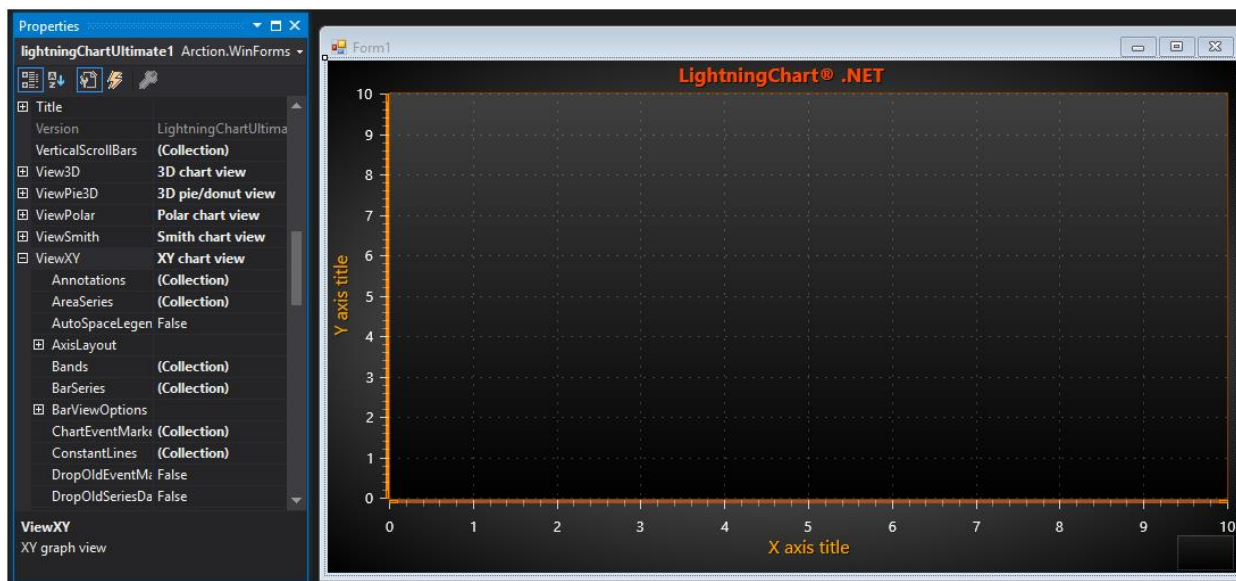 Properties
lightningChartUltimate1 Arction.WinForms
Title
Version LightningChartUltima
VerticalScrollBars (Collection)
View3D 3D chart view
ViewPie3D 3D pie/donut view
ViewPolar Polar chart view
ViewSmith Smith chart view
ViewXY XY chart view
Annotations (Collection)
AreaSeries (Collection)
AutoSpaceLegen False
AxisLayout
Bands (Collection)
BarSeries (Collection)
BarViewOptions
ChartEventMarke (Collection)
ConstantLines (Collection)
DropOldEventMa False
DropOldSeriesDa False
ViewXY
XY graph view
Form1
LightningChart® .NET
Y axis title
10
9
8
7
6
5
4
3
2
1
0
0 1 2 3 4 5 6 7 8 9 10
X axis title